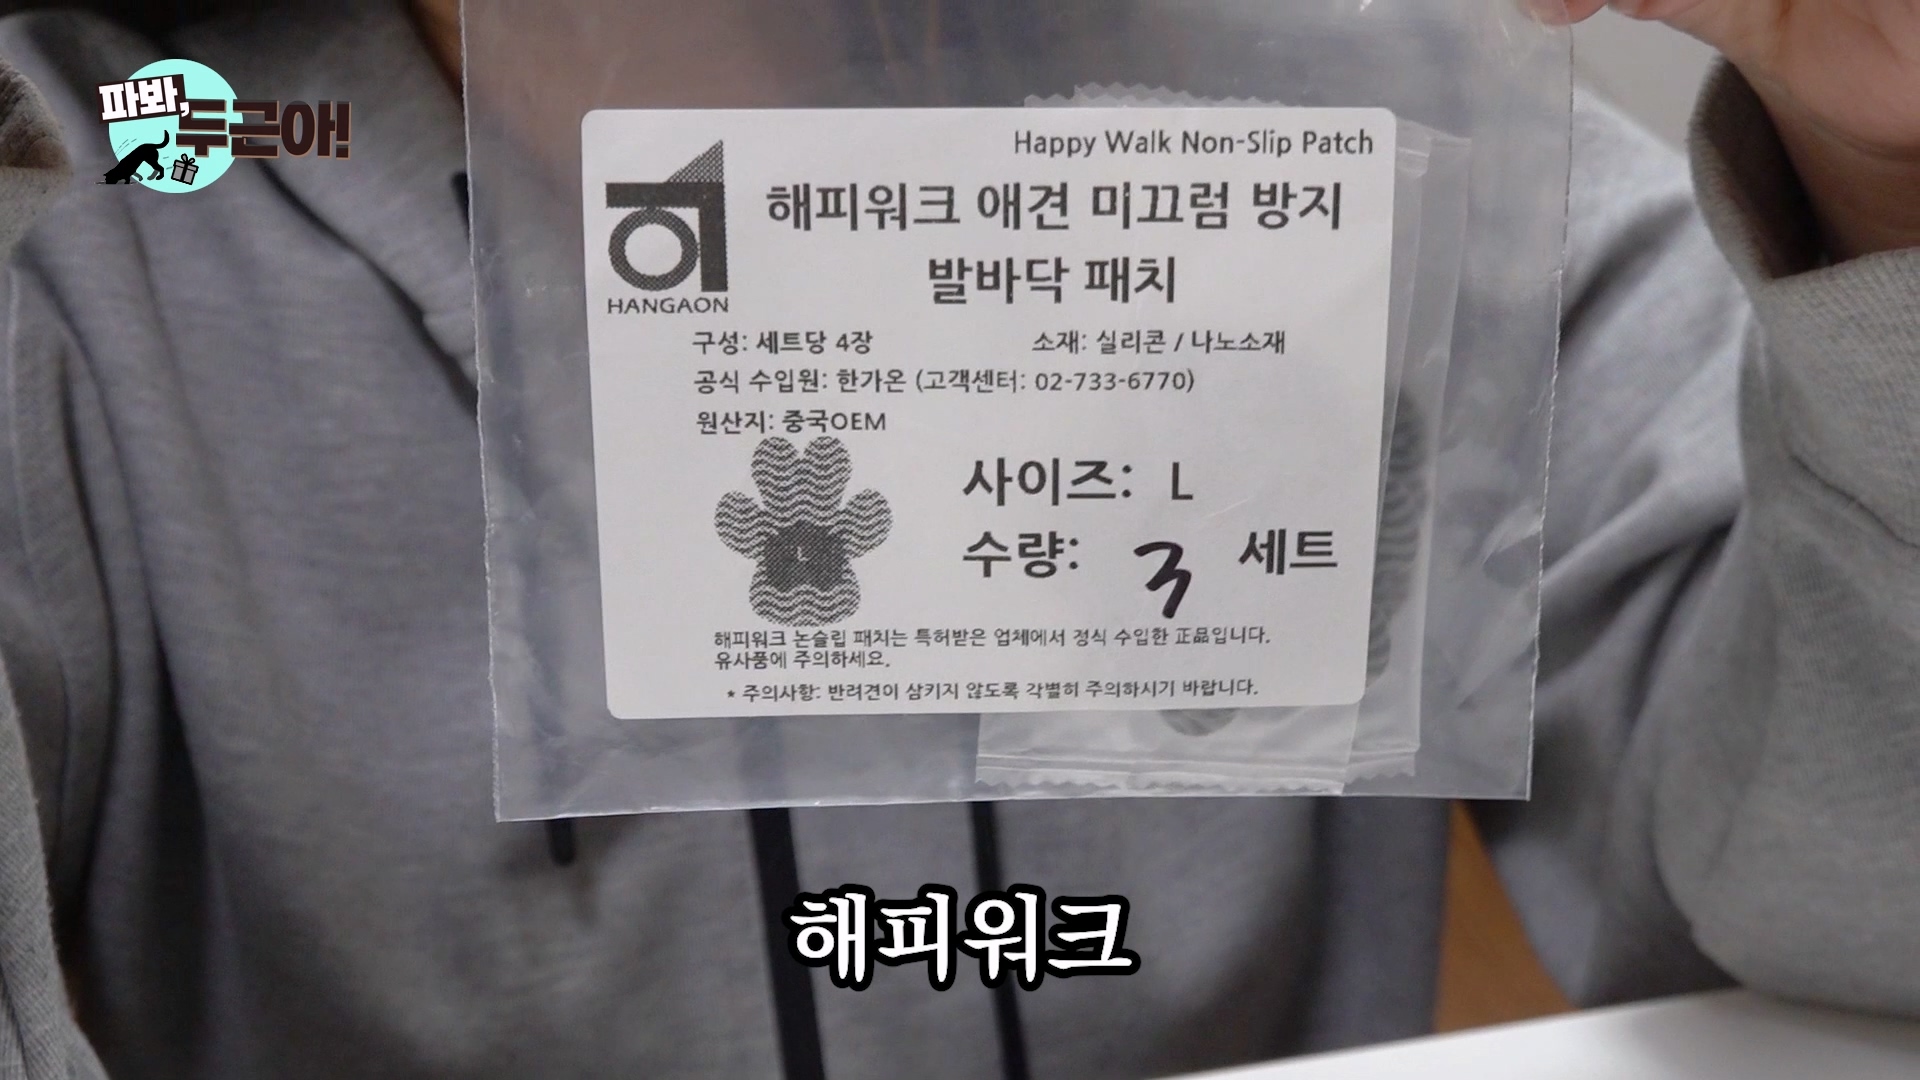 파봐,
두근아!
Happy Walk Non-Slip Patch
해피워크 애견 미끄럼 방지
발바닥 패치
HANGAON
구성: 세트당 4장
소재: 실리콘 / 나노소재
공식 수입원: 한가온 (고객센터: 02-733-6770)
원산지: 중국OEM
L
사이즈: L
수량: 3 세트
해피워크 논슬립 패치는 특허받은 업체에서 정식 수입한 正品입니다.
유사품에 주의하세요.
* 주의사항: 반려견이 삼키지 않도록 각별히 주의하시기 바랍니다.
해피워크